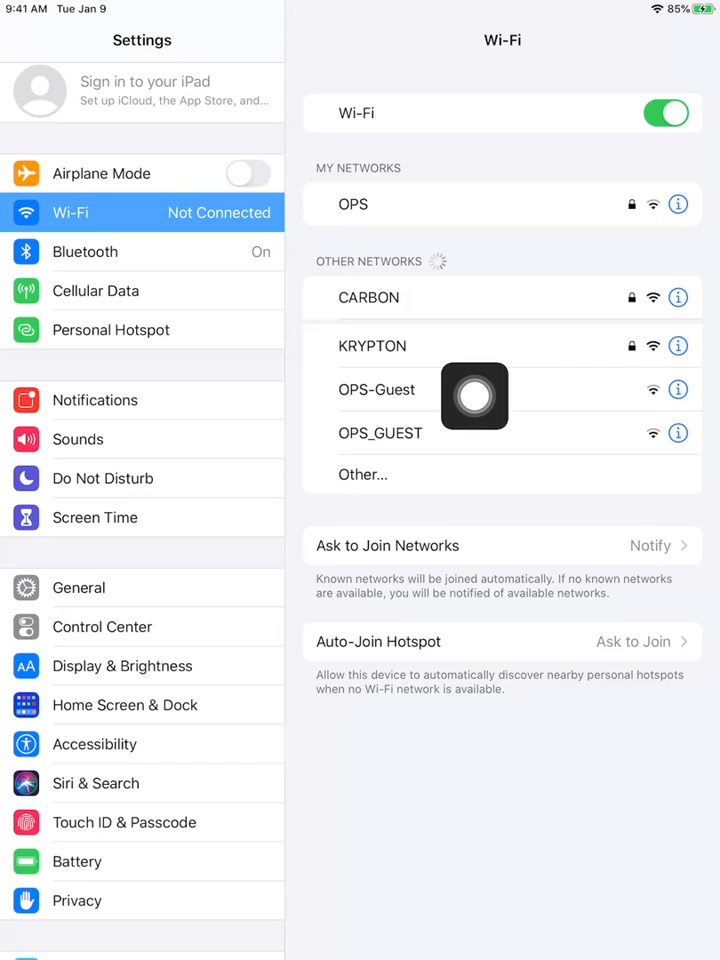 9:41 AM Tue Jan 9
85%
Settings
Sign in to your iPad
Set up iCloud, the App Store, and...
Airplane Mode
Wi-Fi Not Connected
Bluetooth On
Cellular Data
Personal Hotspot
Notifications
Sounds
Do Not Disturb
Screen Time
General
Control Center
AA Display & Brightness
Home Screen & Dock
Accessibility
Siri & Search
Touch ID & Passcode
Battery
Privacy
Wi-Fi
Wi-Fi
MY NETWORKS
OPS
OTHER NETWORKS
CARBON
KRYPTON
OPS-Guest
OPS_GUEST
Other...
Ask to Join Networks Notify
Known networks will be joined automatically. If no known networks
are available, you will be notified of available networks.
Auto-Join Hotspot Ask to Join
Allow this device to automatically discover nearby personal hotspots
when no Wi-Fi network is available.